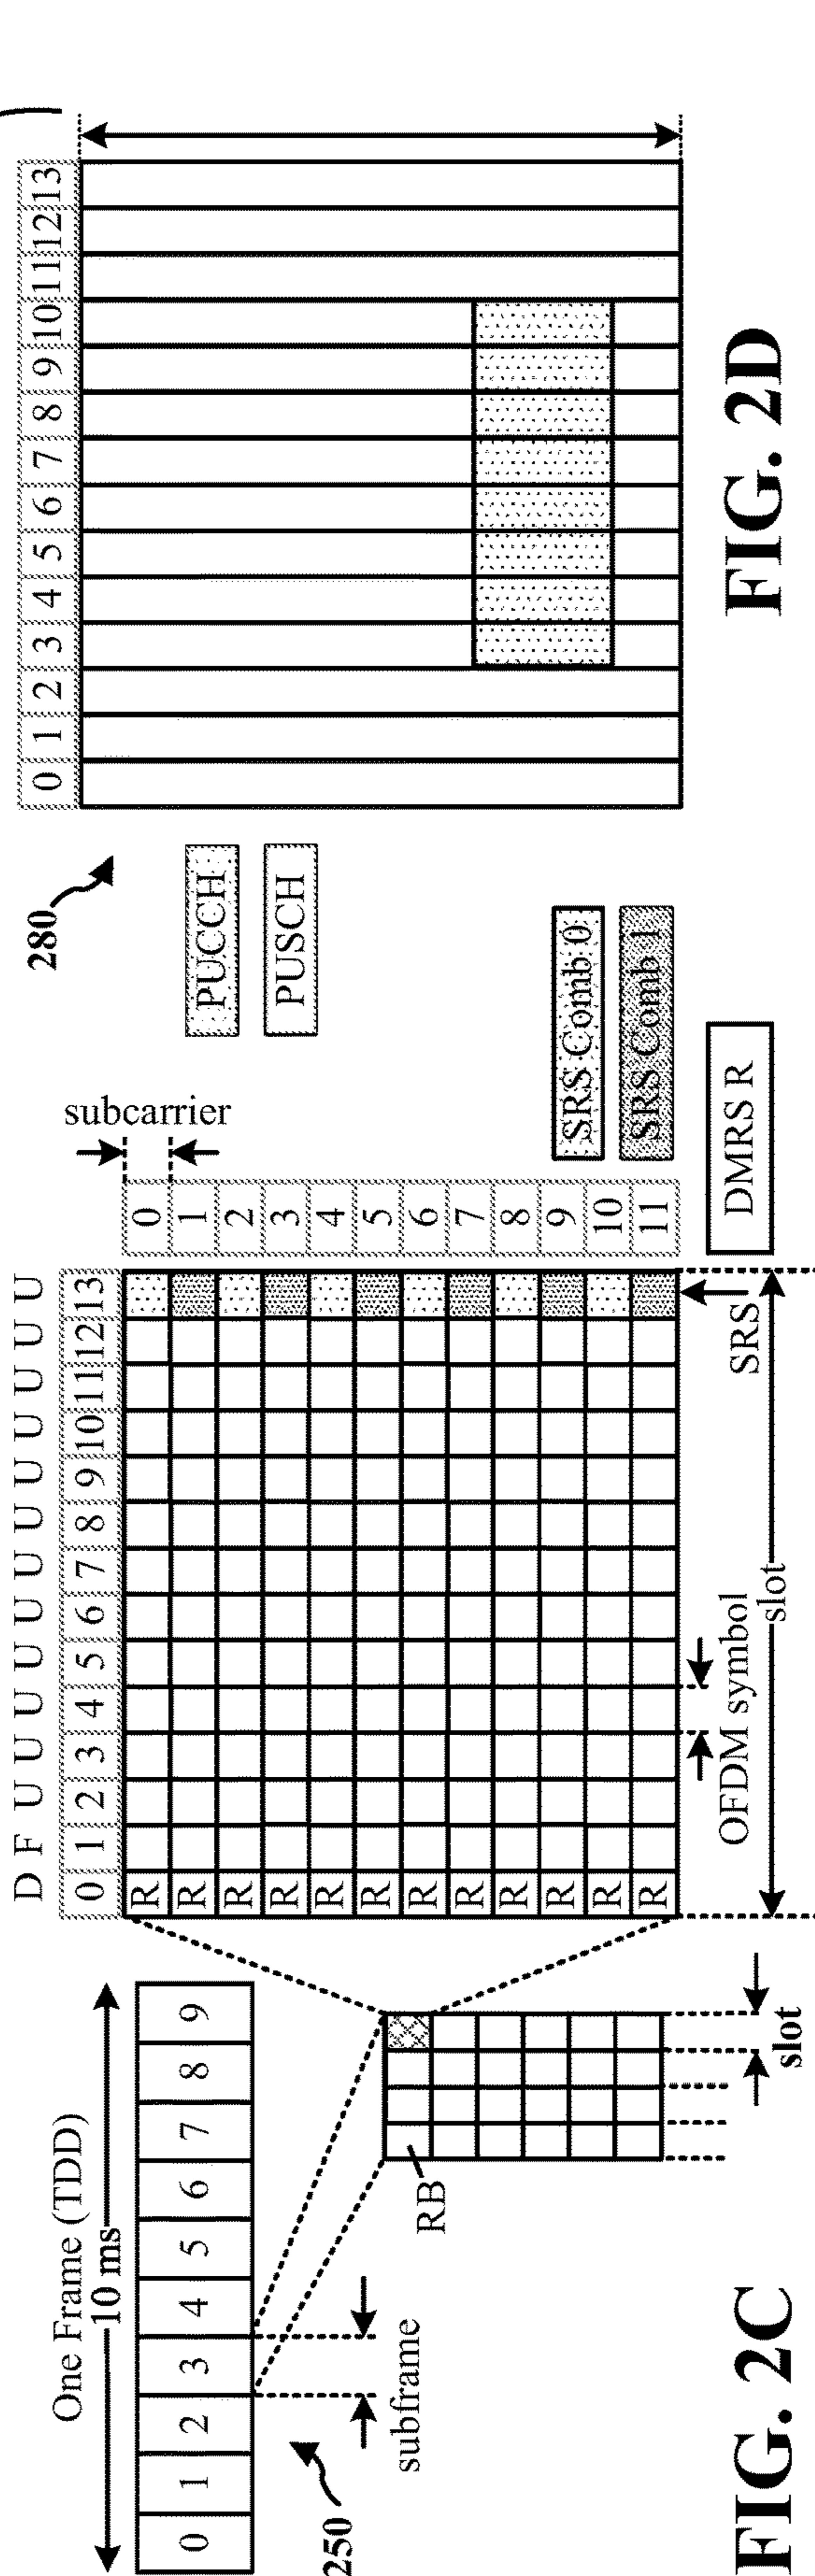 One Frame (TDD)
10 ms
0 1 2 3 4 5 6 7 8 9
250
subframe
RB
slot
D F U U U U U U U U U U U U
0 1 2 3 4 5 6 7 8 9 10 11 12 13
R
R
R
R
R
R
R
R
R
R
R
R
subcarrier
0
1
2
3
4
5
6
7
8
9
10
11
OFDM symbol
slot
SRS
DMRS R
SRS Comb 0
SRS Comb 1
FIG. 2C
280
PUCCH
PUSCH
0 1 2 3 4 5 6 7 8 9 10 11 12 13
FIG. 2D